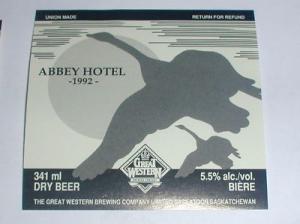 UNION MADE
RETURN FOR REFUND
ABBEY HOTEL
-1992-
GREAT
WESTERN
341 ml
5.5% alc./vol.
DRY BEER
BIÈRE
THE GREAT WESTERN BREWING COMPANY LIMITED SASKATOON SASKATCHEWAN